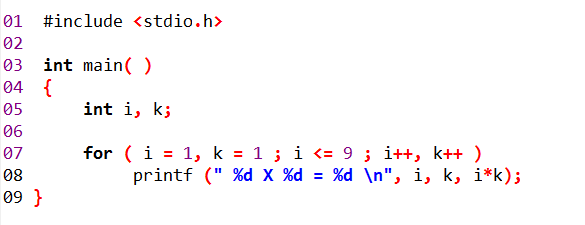 01 #include <stdio.h>
02
03 int main( )
04 {
05     int i, k;
06
07     for ( i = 1, k = 1 ; i <= 9 ; i++, k++ )
08          printf (" %d X %d = %d \n", i, k, i*k);
09 }